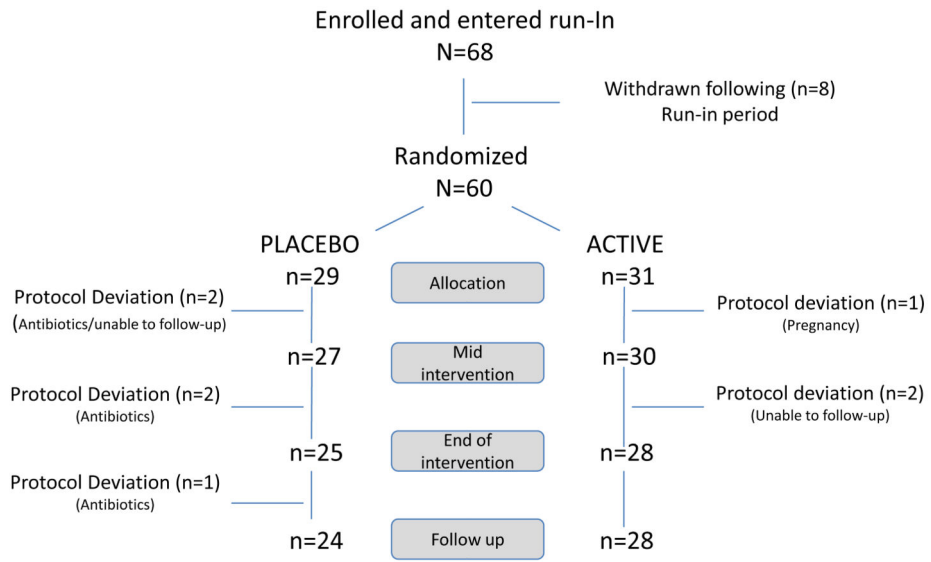 Enrolled and entered run-In
N=68
Withdrawn following (n=8)
Run-in period
Randomized
N=60
PLACEBO
ACTIVE
n=29
Allocation
n=31
Protocol Deviation (n=2)
(Antibiotics/unable to follow-up)
Protocol deviation (n=1)
(Pregnancy)
n=27
Mid
intervention
n=30
Protocol Deviation (n=2)
(Antibiotics)
Protocol deviation (n=2)
(Unable to follow-up)
n=25
End of
intervention
n=28
Protocol Deviation (n=1)
(Antibiotics)
n=24
Follow up
n=28